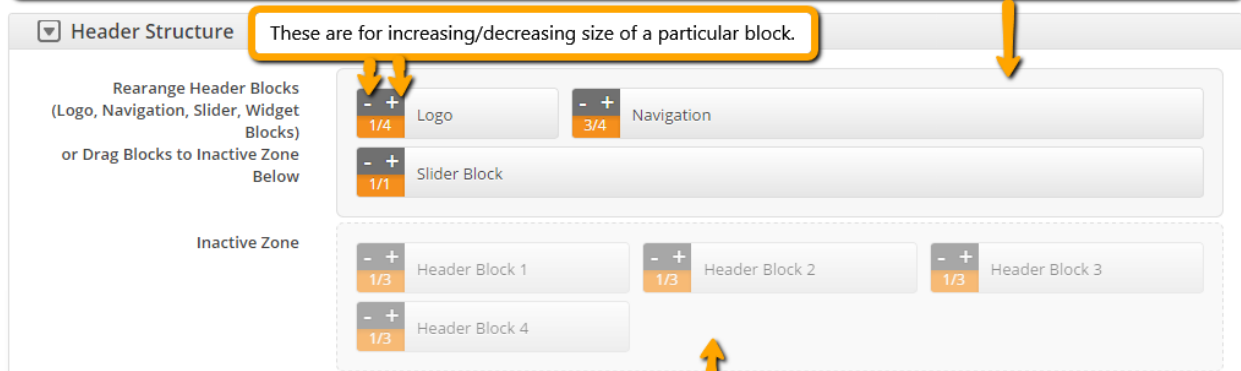 Header Structure
These are for increasing/decreasing size of a particular block.
Rearange Header Blocks
(Logo, Navigation, Slider, Widget
Blocks)
or Drag Blocks to Inactive Zone
Below
- +
1/4
Logo
- +
3/4
Navigation
- +
1/1
Slider Block
Inactive Zone
- +
1/3
Header Block 1
- +
1/3
Header Block 2
- +
1/3
Header Block 3
- +
1/3
Header Block 4